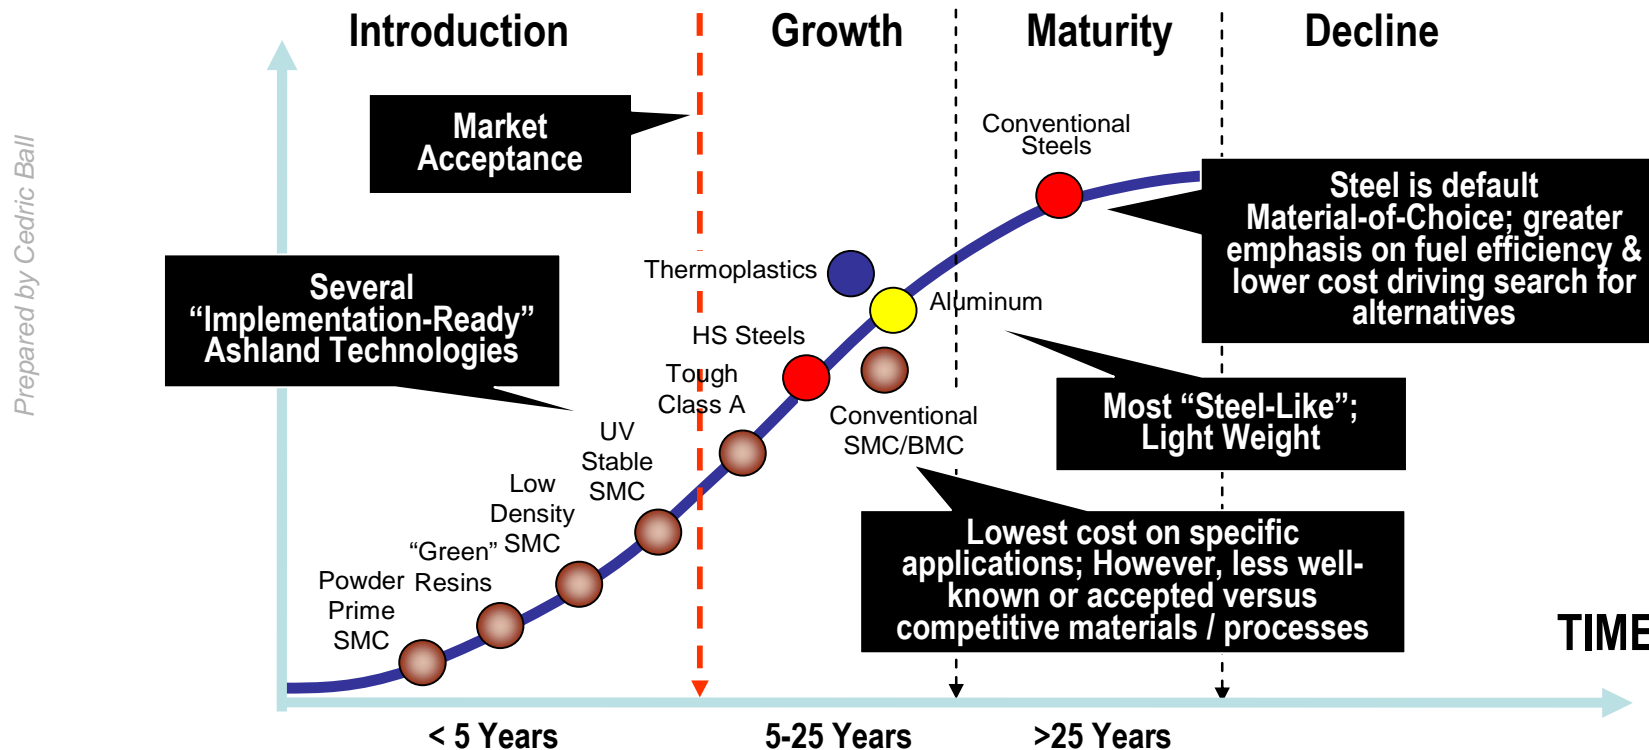 Introduction
Growth
Maturity
Decline
Prepared by Cedric Ball
Market
Acceptance
Conventional
Steels
Steel is default
Material-of-Choice; greater
emphasis on fuel efficiency &
lower cost driving search for
alternatives
Several
“Implementation-Ready”
Ashland Technologies
Thermoplastics
Aluminum
HS Steels
Tough
Class A
Conventional
SMC/BMC
Most “Steel-Like”;
Light Weight
UV
Stable
SMC
Low
Density
SMC
“Green”
Resins
Powder
Prime
SMC
Lowest cost on specific
applications; However, less well-
known or accepted versus
competitive materials / processes
TIME
< 5 Years
5-25 Years
>25 Years